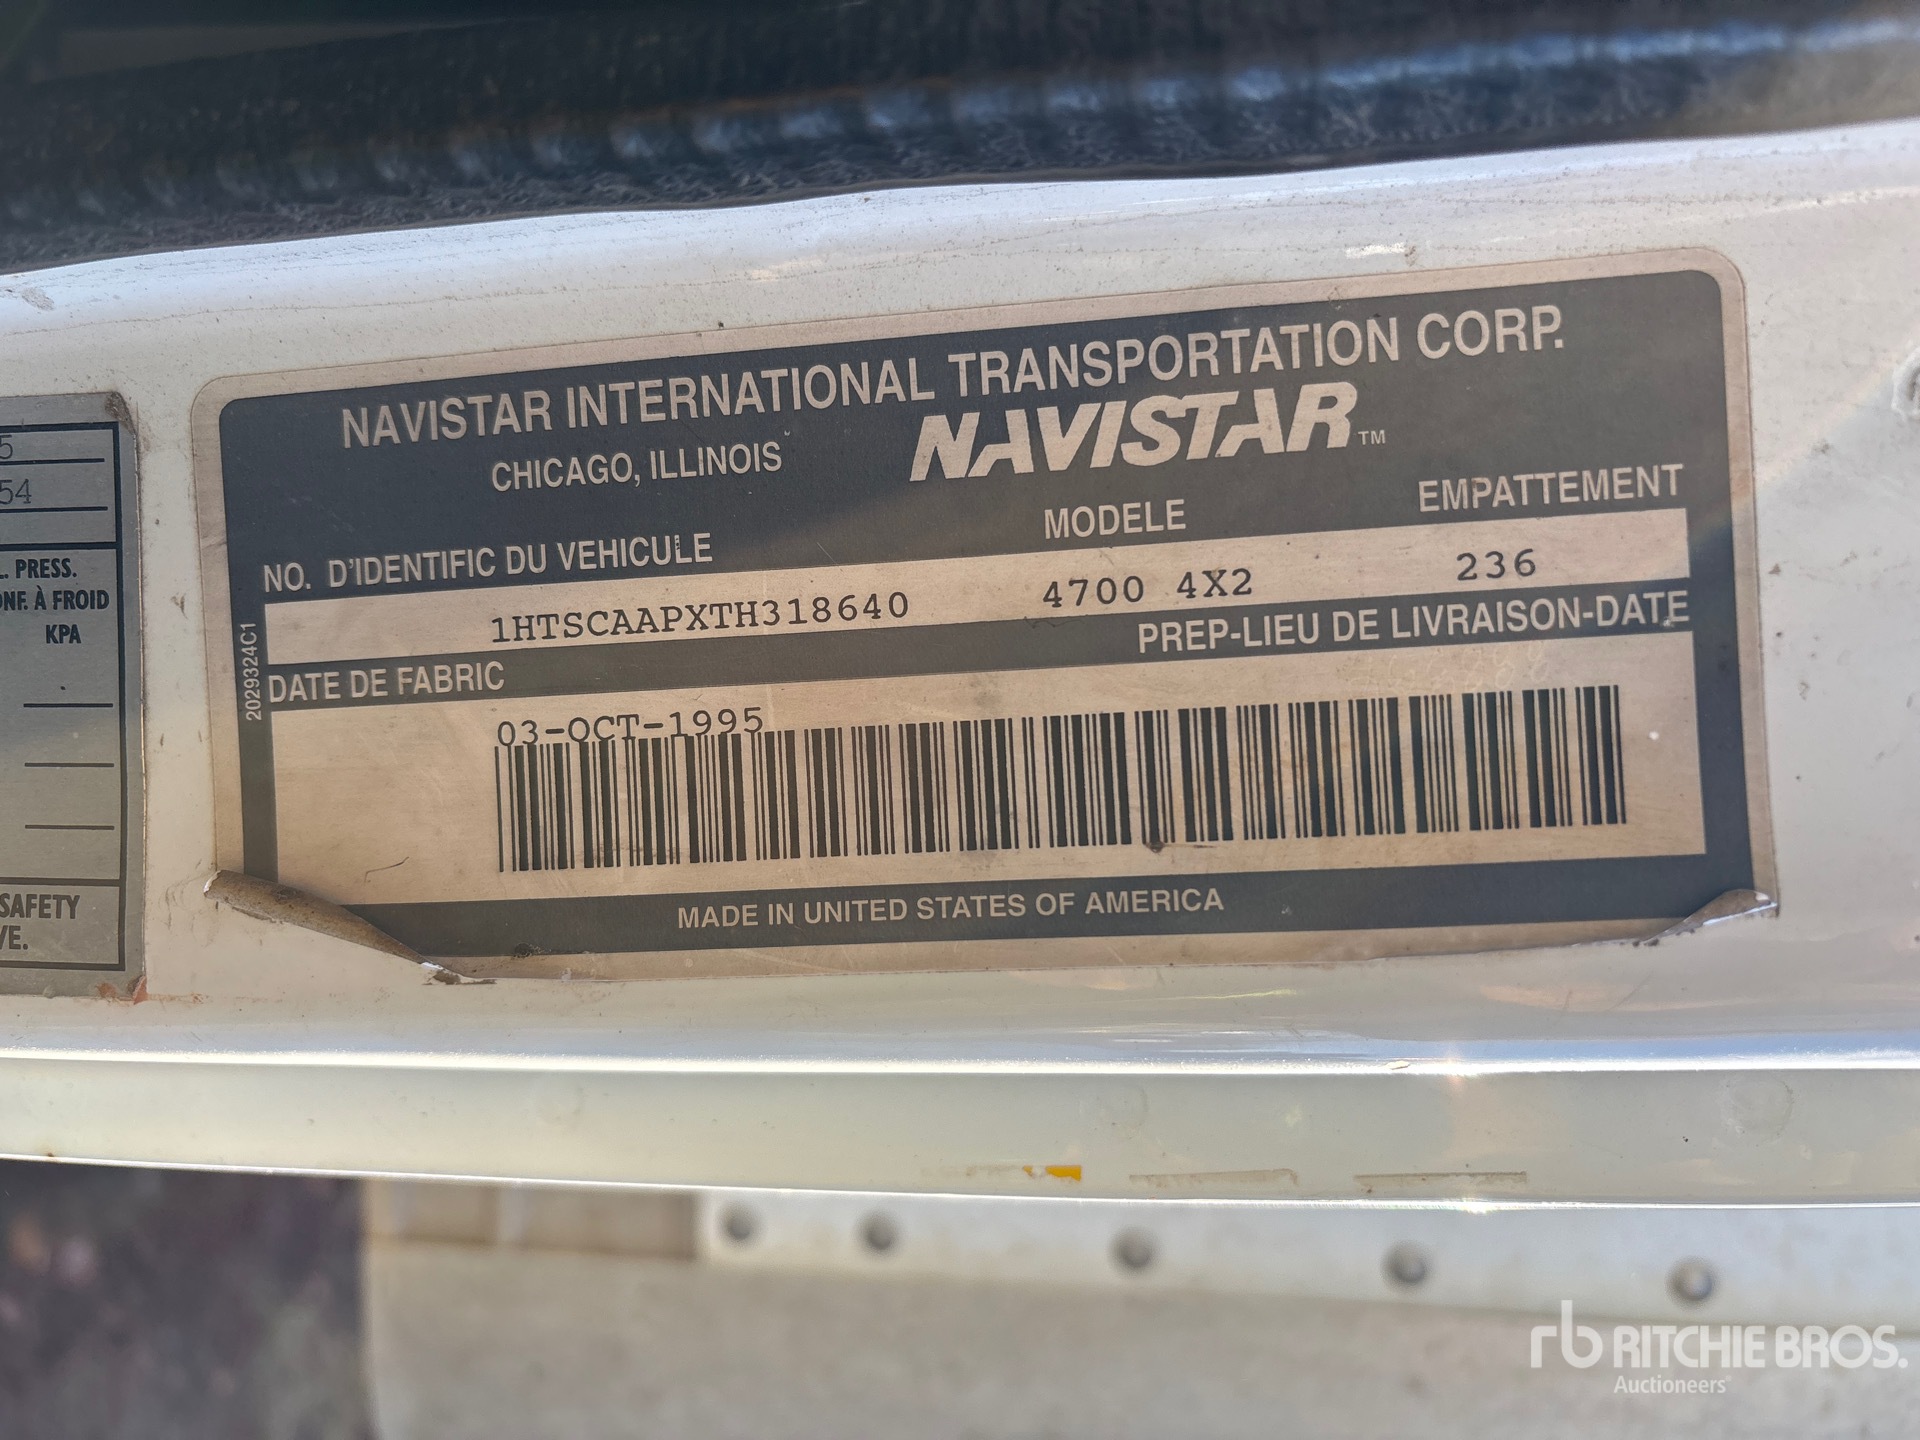 5
54
L. PRESS.
ONF. À FROID
KPA
SAFETY
VE.
NAVISTAR INTERNATIONAL TRANSPORTATION CORP.
CHICAGO, ILLINOIS NAVISTAR™
NO. D'IDENTIFIC DU VEHICULE MODELE EMPATTEMENT
1HTSCAAPXTH318640 4700 4X2 236
DATE DE FABRIC PREP-LIEU DE LIVRAISON-DATE
03-OCT-1995
2029324C1
MADE IN UNITED STATES OF AMERICA
rb RITCHIE BROS.
Auctioneers